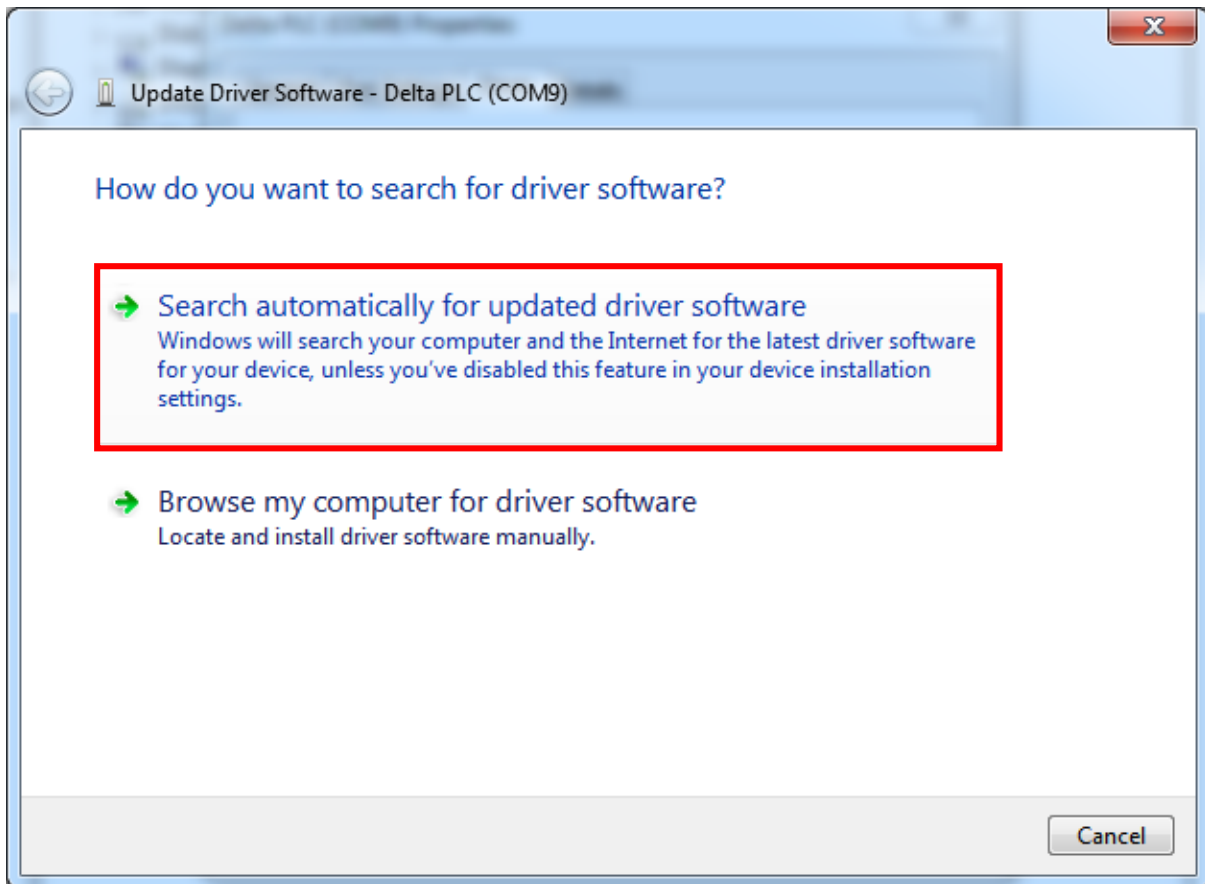 Update Driver Software - Delta PLC (COM9)
How do you want to search for driver software?
Search automatically for updated driver software
Windows will search your computer and the Internet for the latest driver software
for your device, unless you've disabled this feature in your device installation
settings.
Browse my computer for driver software
Locate and install driver software manually.
Cancel